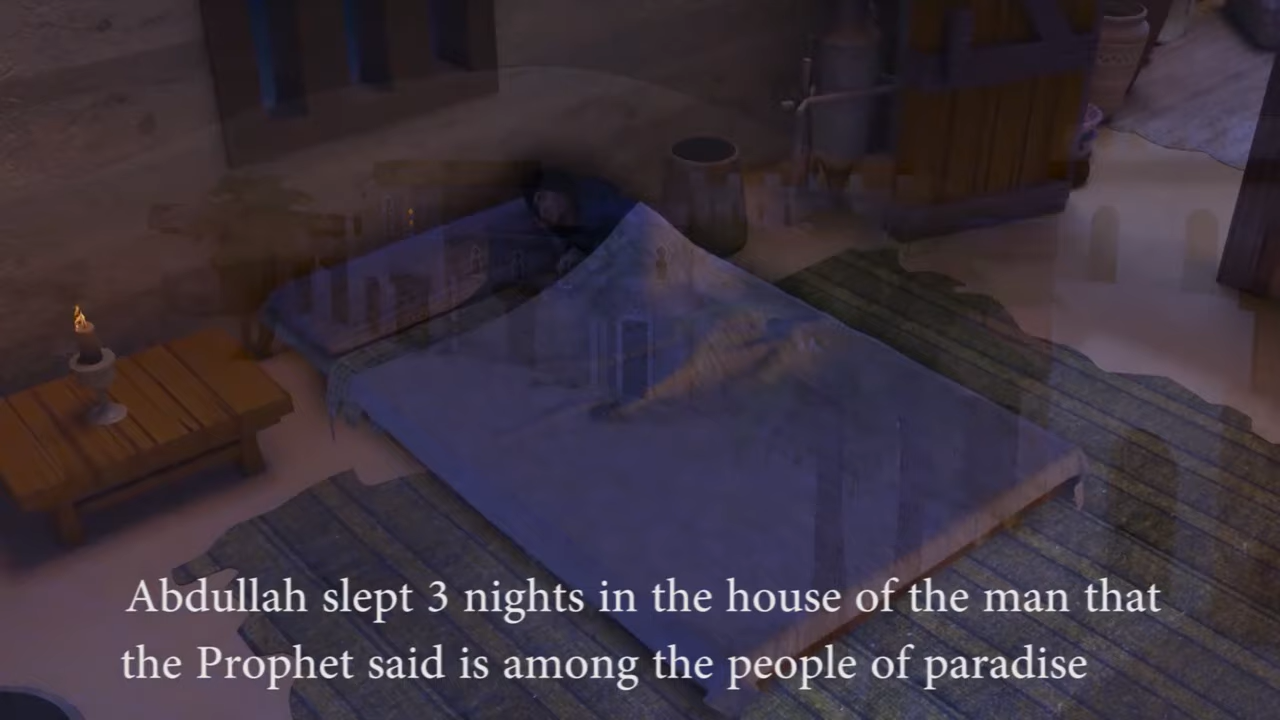 Abdullah slept 3 nights in the house of the man that
the Prophet said is among the people of paradise